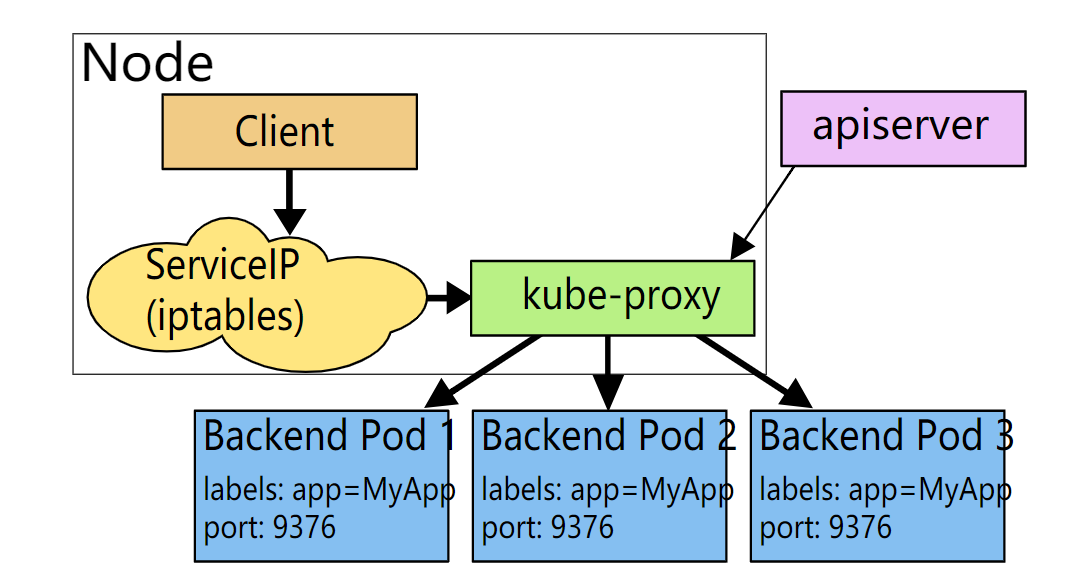 Node
Client
apiserver
ServiceIP
(iptables)
kube-proxy
Backend Pod 1
labels: app=MyApp
port: 9376
Backend Pod 2
labels: app=MyApp
port: 9376
Backend Pod 3
labels: app=MyApp
port: 9376